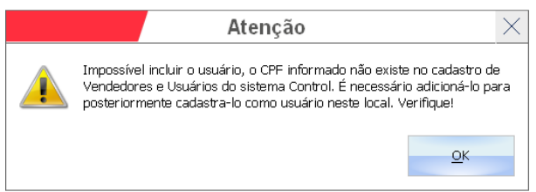 Atenção
Impossível incluir o usuário, o CPF informado não existe no cadastro de
Vendedores e Usuários do sistema Control. É necessário adicioná-lo para
posteriormente cadastra-lo como usuário neste local. Verifique!
OK